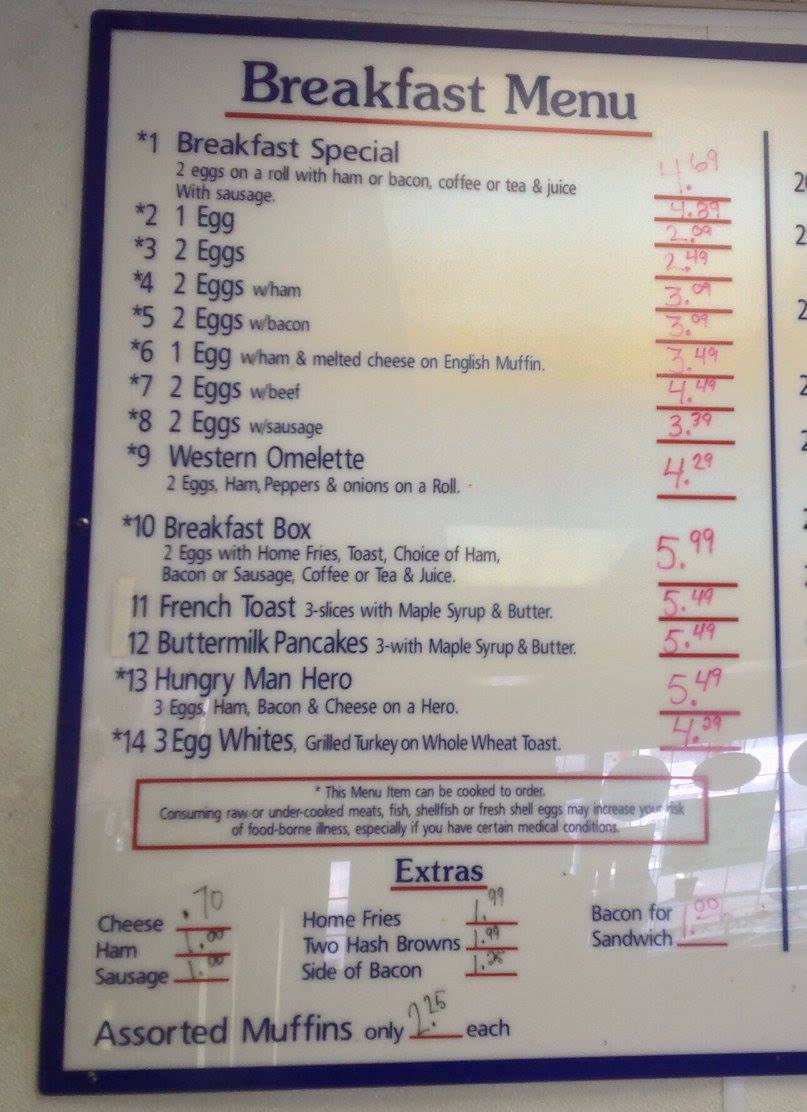 Breakfast Menu
*1 Breakfast Special 4.69
2 eggs on a roll with ham or bacon, coffee or tea & juice
With sausage. 4.89
*2 1 Egg 2.09
*3 2 Eggs 2.49
*4 2 Eggs w/ham 3.09
*5 2 Eggs w/bacon 3.09
*6 1 Egg w/ham & melted cheese on English Muffin. 3.49
*7 2 Eggs w/beef 4.49
*8 2 Eggs w/sausage 3.39
*9 Western Omelette 4.29
2 Eggs, Ham, Peppers & onions on a Roll.
*10 Breakfast Box 5.99
2 Eggs with Home Fries, Toast, Choice of Ham,
Bacon or Sausage, Coffee or Tea & Juice.
11 French Toast 3-slices with Maple Syrup & Butter. 5.49
12 Buttermilk Pancakes 3-with Maple Syrup & Butter. 5.49
*13 Hungry Man Hero 5.49
3 Eggs, Ham, Bacon & Cheese on a Hero.
*14 3 Egg Whites, Grilled Turkey on Whole Wheat Toast. 4.29
* This Menu Item can be cooked to order.
Consuming raw or under-cooked meats, fish, shellfish or fresh shell eggs may increase your risk
of food-borne illness, especially if you have certain medical conditions.
Extras
Cheese .70
Ham 1.00
Sausage 1.00
Home Fries 1.99
Two Hash Browns 1.99
Side of Bacon 1.25
Bacon for
Sandwich 1.00
Assorted Muffins only 2.25 each